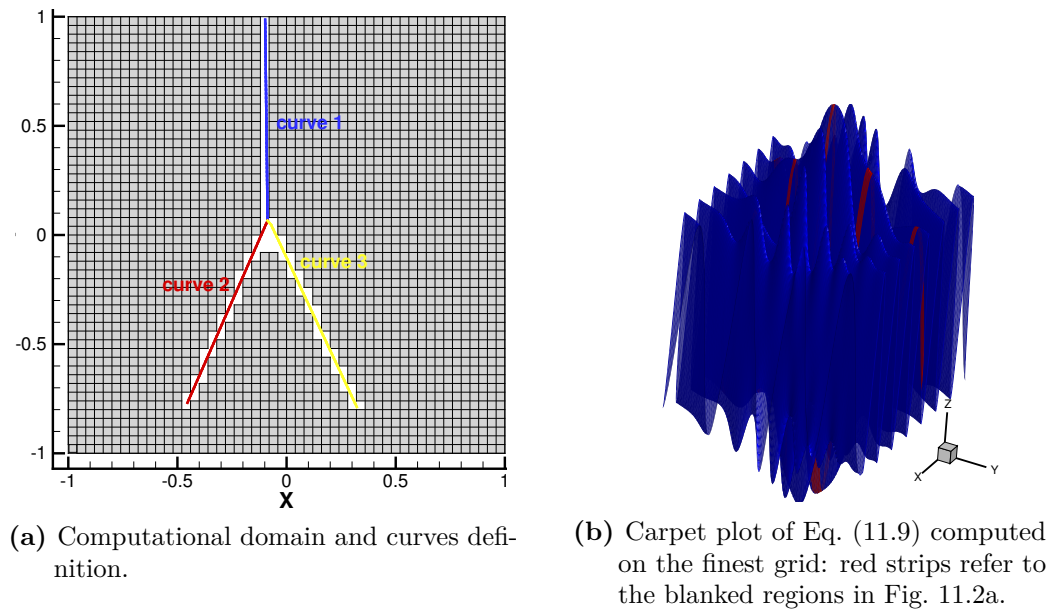 1
0.5
0
-0.5
-1
curve 1
curve 2
curve 3
-1
-0.5
0
0.5
1
X
Z
Y
X
(a) Computational domain and curves defi-
nition.
(b) Carpet plot of Eq. (11.9) computed
on the finest grid: red strips refer to
the blanked regions in Fig. 11.2a.